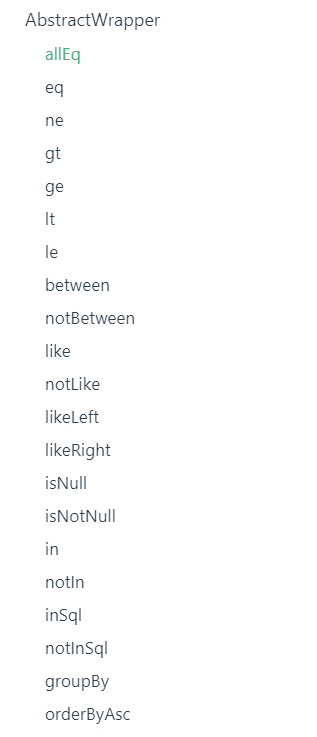 AbstractWrapper
allEq
eq
ne
gt
ge
lt
le
between
notBetween
like
notLike
likeLeft
likeRight
isNull
isNotNull
in
notIn
inSql
notInSql
groupBy
orderByAsc